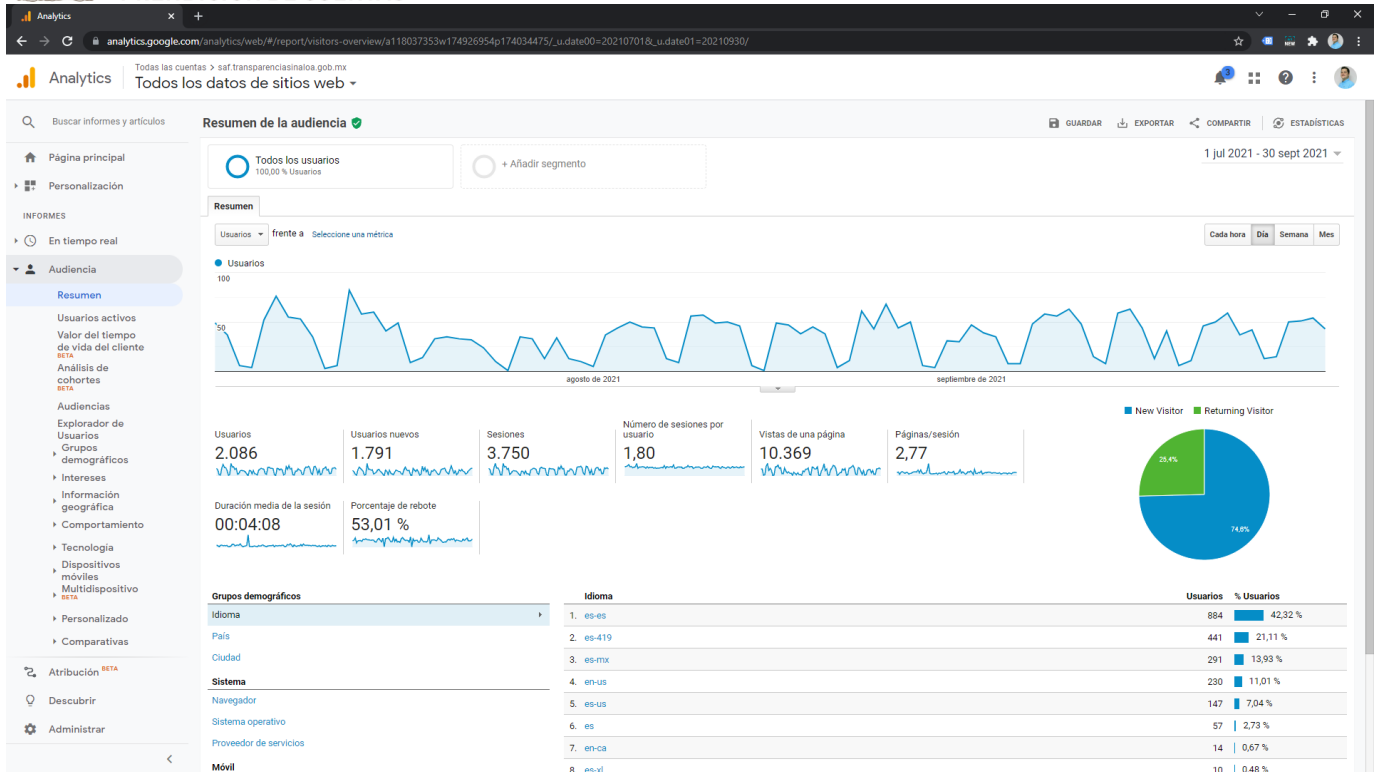 Analytics
analytics.google.com/analytics/web/#/report/visitors-overview/a118037353w174926954p174034475/_u.date00=20210701&_u.date01=20210930/
NEW
Analytics
Todas las cuentas > saf.transparenciasinaloa.gob.mx
Todos los datos de sitios web
3
Buscar informes y artículos
Página principal
Personalización
INFORMES
En tiempo real
Audiencia
Resumen
Usuarios activos
Valor del tiempo
de vida del cliente
BETA
Análisis de
cohortes
BETA
Audiencias
Explorador de
Usuarios
Grupos
demográficos
Intereses
Información
geográfica
Comportamiento
Tecnología
Dispositivos
móviles
Multidispositivo
BETA
Personalizado
Comparativas
Atribución BETA
Descubrir
Administrar
Resumen de la audiencia
GUARDAR
EXPORTAR
COMPARTIR
ESTADÍSTICAS
Todos los usuarios
100,00 % Usuarios
+ Añadir segmento
1 jul 2021 - 30 sept 2021
Resumen
Usuarios frente a Seleccione una métrica
Cada hora Día Semana Mes
Usuarios
100
50
agosto de 2021
septiembre de 2021
New Visitor Returning Visitor
25,4%
74,6%
Usuarios
2.086
Usuarios nuevos
1.791
Sesiones
3.750
Número de sesiones por
usuario
1,80
Vistas de una página
10.369
Páginas/sesión
2,77
Duración media de la sesión
00:04:08
Porcentaje de rebote
53,01 %
Grupos demográficos
Idioma
País
Ciudad
Sistema
Navegador
Sistema operativo
Proveedor de servicios
Móvil
Idioma Usuarios % Usuarios
1. es-es 884 42,32 %
2. es-419 441 21,11 %
3. es-mx 291 13,93 %
4. en-us 230 11,01 %
5. es-us 147 7,04 %
6. es 57 2,73 %
7. en-ca 14 0,67 %
8. es-xl 10 0,48 %